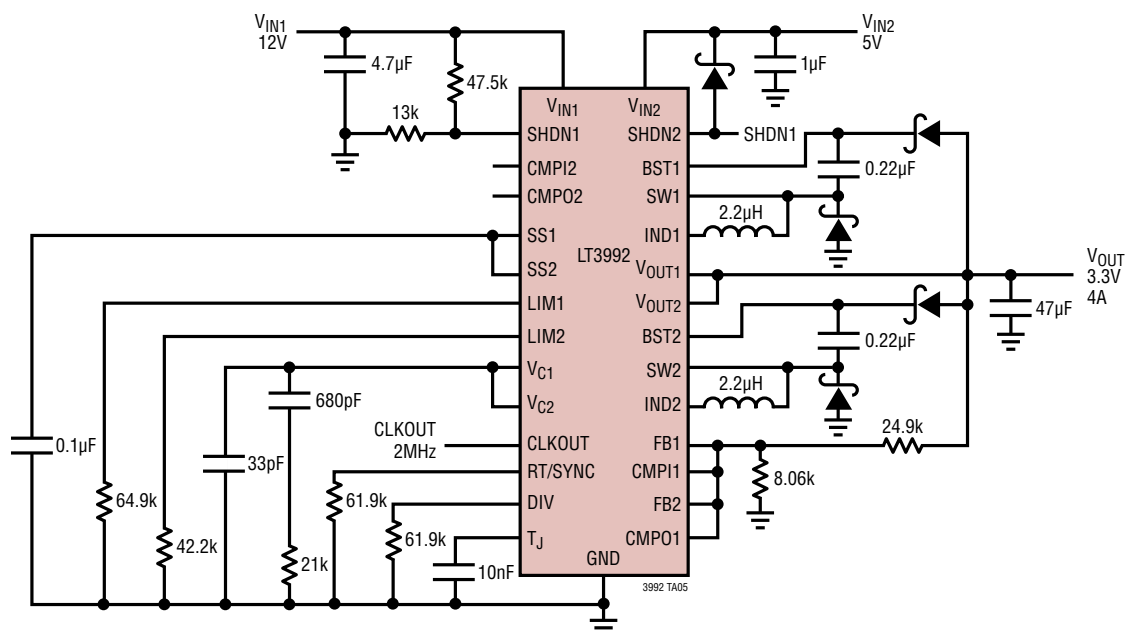 VIN1
12V
4.7µF
47.5k
13k
VIN2
5V
1µF
VIN1
VIN2
SHDN1
SHDN2
SHDN1
CMPI2
BST1
0.22µF
CMPO2
SW1
2.2µH
SS1
IND1
LT3992
SS2
VOUT1
VOUT
3.3V
4A
LIM1
VOUT2
47µF
LIM2
BST2
0.22µF
VC1
SW2
2.2µH
680pF
VC2
IND2
CLKOUT
2MHz
CLKOUT
FB1
24.9k
0.1µF
33pF
RT/SYNC
CMPI1
8.06k
64.9k
61.9k
DIV
FB2
42.2k
61.9k
TJ
CMPO1
21k
10nF
GND
3992 TA05